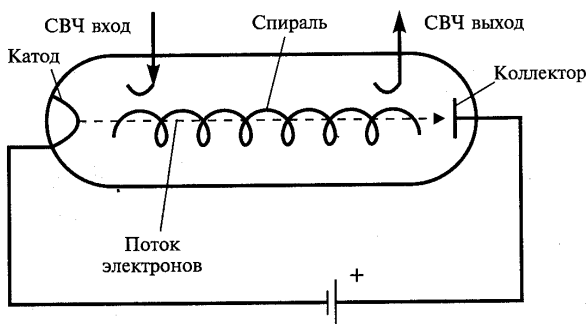 СВЧ вход
Спираль
СВЧ выход
Катод
Коллектор
Поток
электронов
+